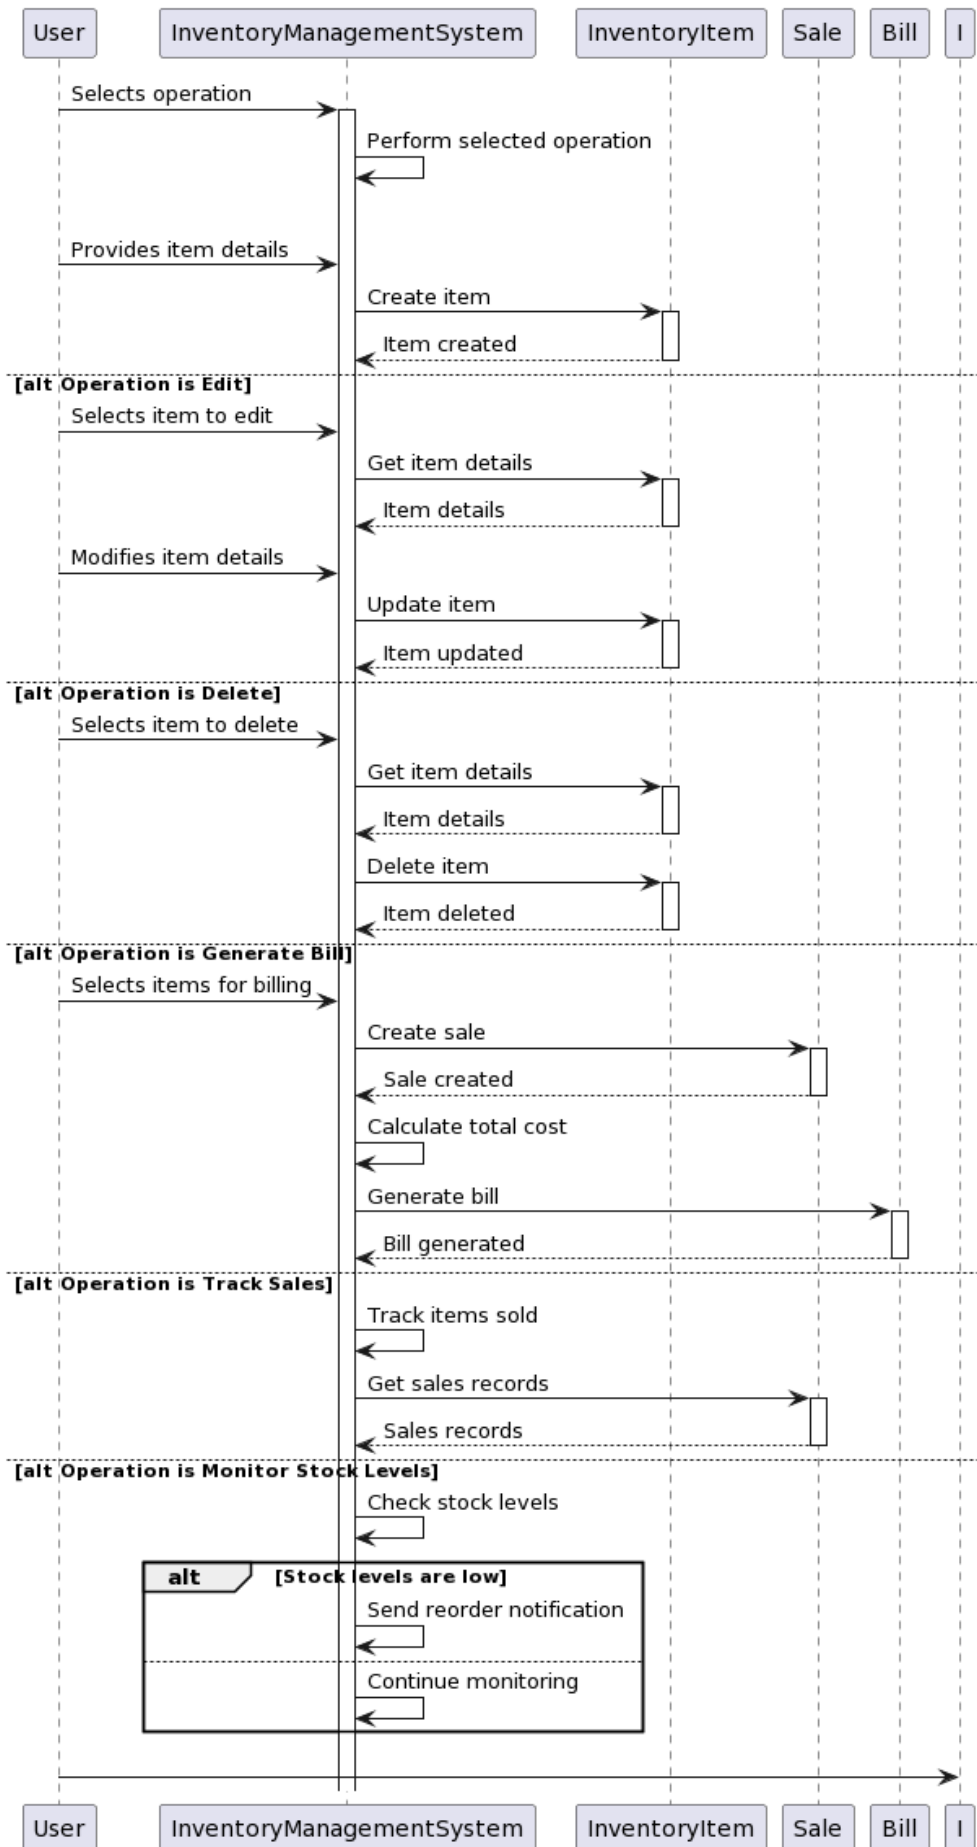 User InventoryManagementSystem InventoryItem Sale Bill I
Selects operation
Perform selected operation
Provides item details
Create item
Item created
[alt Operation is Edit]
Selects item to edit
Get item details
Item details
Modifies item details
Update item
Item updated
[alt Operation is Delete]
Selects item to delete
Get item details
Item details
Delete item
Item deleted
[alt Operation is Generate Bill]
Selects items for billing
Create sale
Sale created
Calculate total cost
Generate bill
Bill generated
[alt Operation is Track Sales]
Track items sold
Get sales records
Sales records
[alt Operation is Monitor Stock Levels]
Check stock levels
alt [Stock levels are low]
Send reorder notification
Continue monitoring
User InventoryManagementSystem InventoryItem Sale Bill I